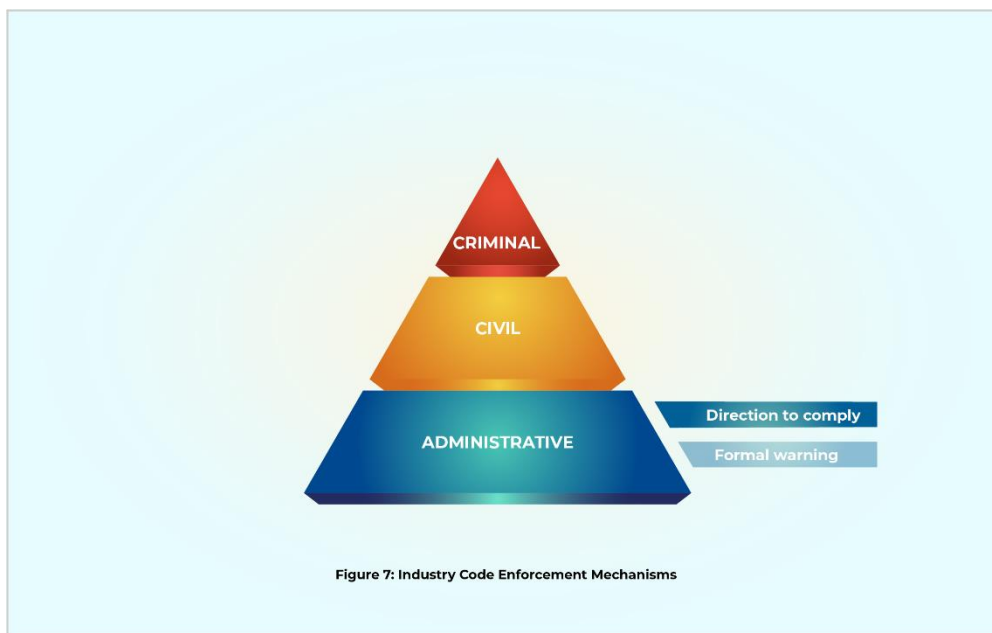 CRIMINAL
CIVIL
ADMINISTRATIVE
Direction to comply
Formal warning
Figure 7: Industry Code Enforcement Mechanisms